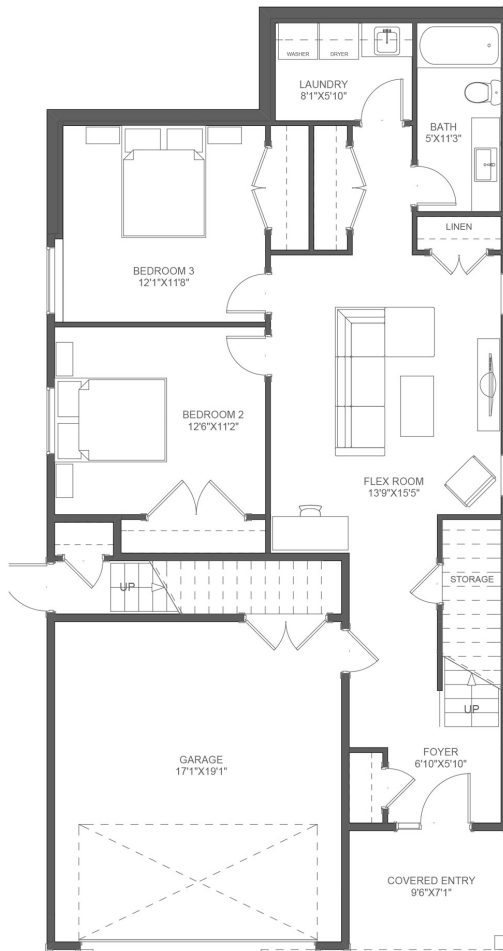 WASHER
DRYER
LAUNDRY
8'1"X5'10"
BATH
5'X11'3"
LINEN
BEDROOM 3
12'1"X11'8"
BEDROOM 2
12'6"X11'2"
FLEX ROOM
13'9"X15'5"
UP
STORAGE
UP
FOYER
6'10"X5'10"
GARAGE
17'1"X19'1"
COVERED ENTRY
9'6"X7'1"